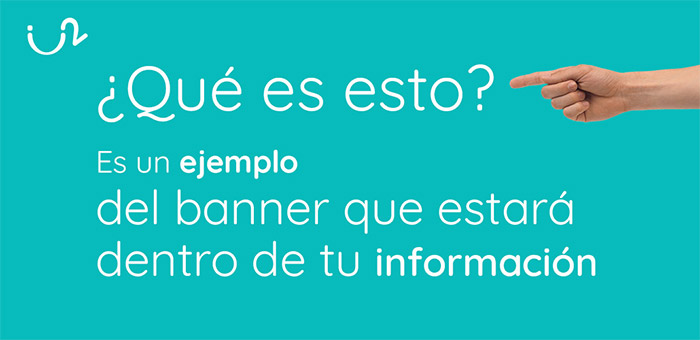 ¿Qué es esto?
Es un ejemplo
del banner que estará
dentro de tu información